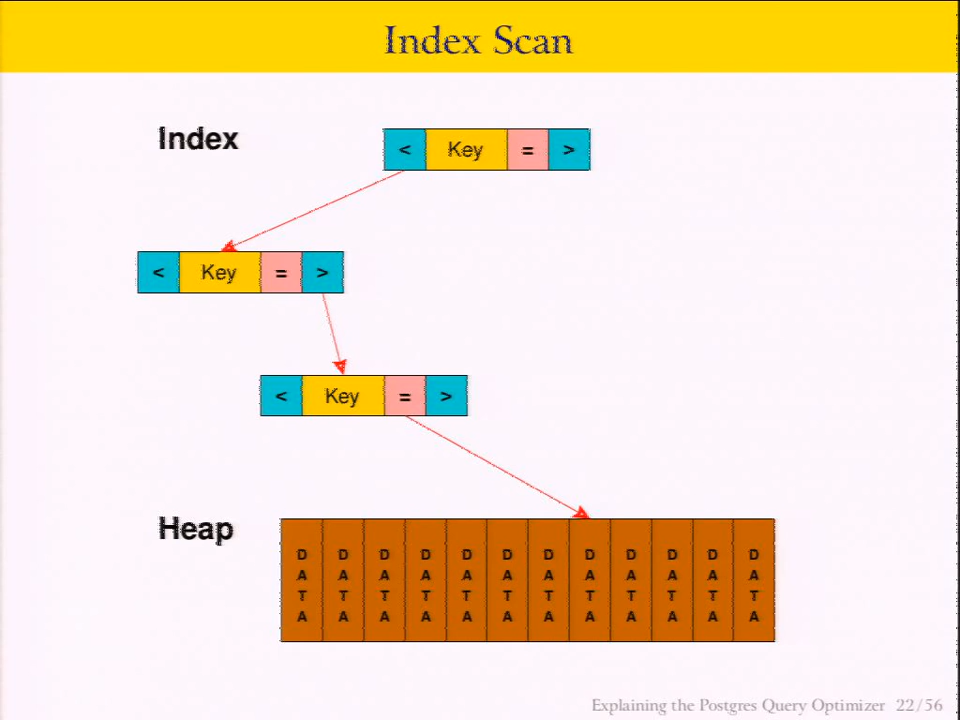 Index Scan
Index
< Key = >
< Key = >
< Key = >
Heap
D D D D D D D D D D D D
A A A A A A A A A A A A
T T T T T T T T T T T T
A A A A A A A A A A A A
Explaining the Postgres Query Optimizer 22/56